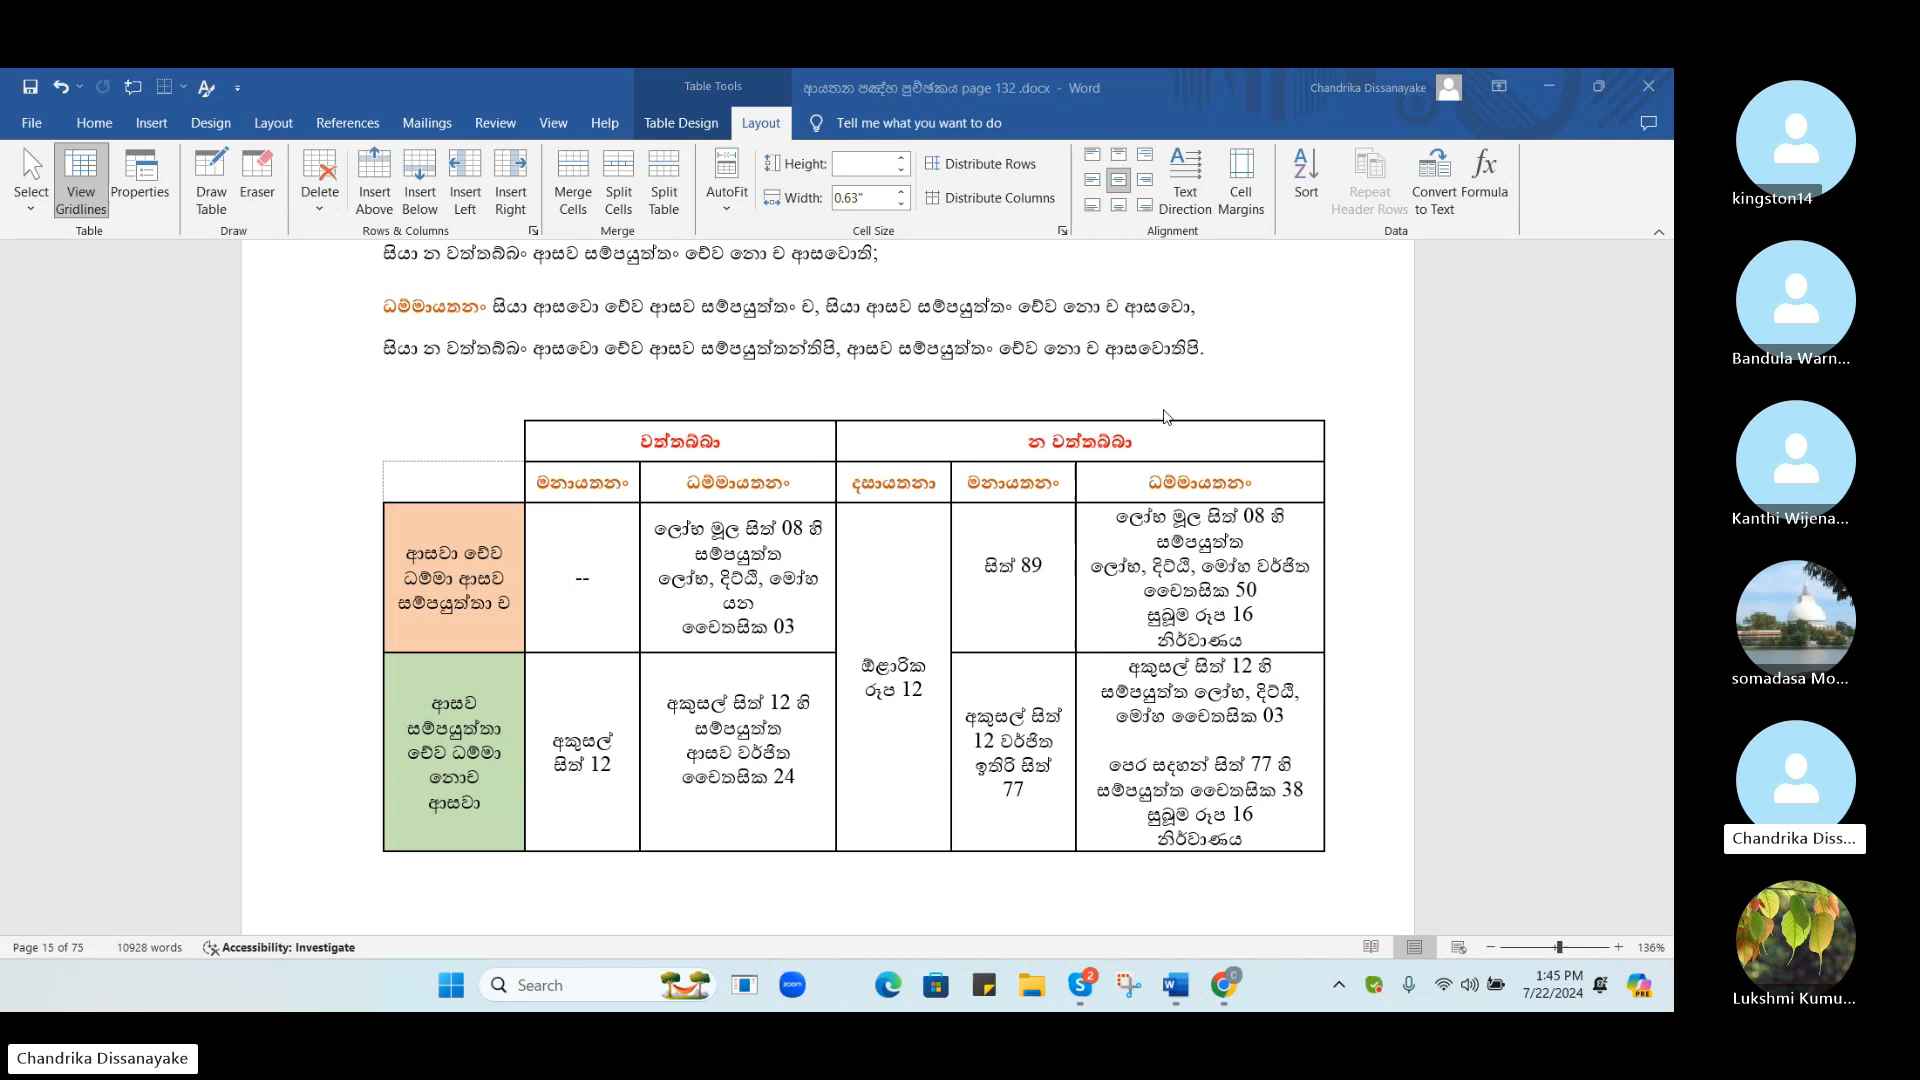 Table Tools
ආයතන පඤ්හ පුච්ඡකය page 132 .docx - Word
Chandrika Dissanayake
File Home Insert Design Layout References Mailings Review View Help Table Design Layout Tell me what you want to do
Select View Gridlines Properties Draw Table Eraser Delete Insert Above Insert Below Insert Left Insert Right Merge Cells Split Cells Split Table AutoFit
Height: Distribute Rows
Width: 0.63" Distribute Columns
Text Direction Cell Margins Sort Repeat Header Rows Convert to Text Formula
Table Draw Rows & Columns Merge Cell Size Alignment Data
සියා න වත්තබ්බං ආසව සම්පයුත්තං චේව නො ච ආසවොති;
ධම්මායතනං සියා ආසවො චේව ආසව සම්පයුත්තං ච, සියා ආසව සම්පයුත්තං චේව නො ච ආසවො,
සියා න වත්තබ්බං ආසවො චේව ආසව සම්පයුත්තන්තිපි, ආසව සම්පයුත්තං චේව නො ච ආසවොතිපි.
වත්තබ්බා
න වත්තබ්බා
මනායතනං
ධම්මායතනං
දසායතනා
මනායතනං
ධම්මායතනං
ආසවා චේව
ධම්මා ආසව
සම්පයුත්තා ච
--
ලෝභ මූල සිත් 08 හි
සම්පයුත්ත
ලෝභ, දිට්ඨි, මෝහ
යන
චෛතසික 03
ඕළාරික
රූප 12
සිත් 89
ලෝභ මූල සිත් 08 හි
සම්පයුත්ත
ලෝභ, දිට්ඨි, මෝහ වර්ජිත
චෛතසික 50
සුඛූම රූප 16
නිර්වාණය
ආසව
සම්පයුත්තා
චේව ධම්මා
නොච
ආසවා
අකුසල්
සිත් 12
අකුසල් සිත් 12 හි
සම්පයුත්ත
ආසව වර්ජිත
චෛතසික 24
අකුසල් සිත්
12 වර්ජිත
ඉතිරි සිත්
77
අකුසල් සිත් 12 හි
සම්පයුත්ත ලෝභ, දිට්ඨි,
මෝහ චෛතසික 03
පෙර සදහන් සිත් 77 හි
සම්පයුත්ත චෛතසික 38
සුඛූම රූප 16
නිර්වාණය
Page 15 of 75 10928 words Accessibility: Investigate 136%
Search
zoom
2
C
1:45 PM
7/22/2024
PRE
kingston14
Bandula Warn...
Kanthi Wijena...
somadasa Mo...
Chandrika Diss...
Lukshmi Kumu...
Chandrika Dissanayake